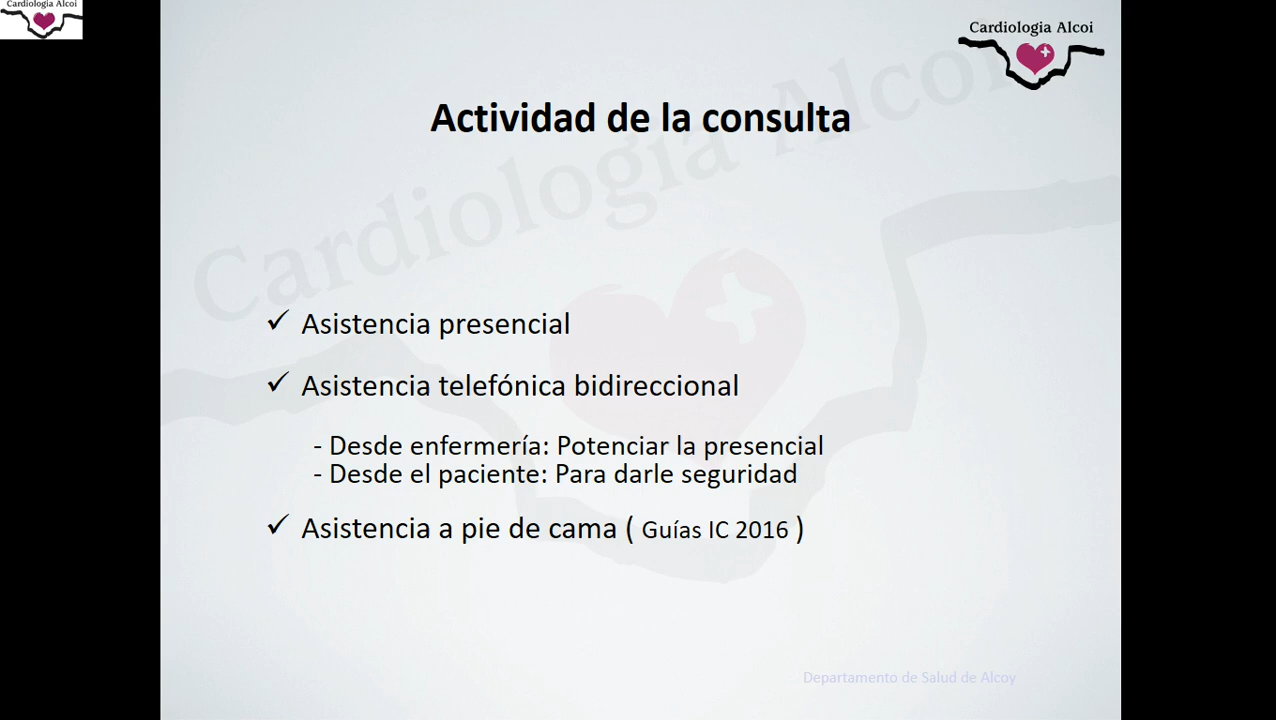 Cardiologia Alcoi
Cardiologia Alcoi
Actividad de la consulta
Cardiologia Alcoi
✓ Asistencia presencial
✓ Asistencia telefónica bidireccional
- Desde enfermería: Potenciar la presencial
- Desde el paciente: Para darle seguridad
✓ Asistencia a pie de cama ( Guías IC 2016 )
Departamento de Salud de Alcoy